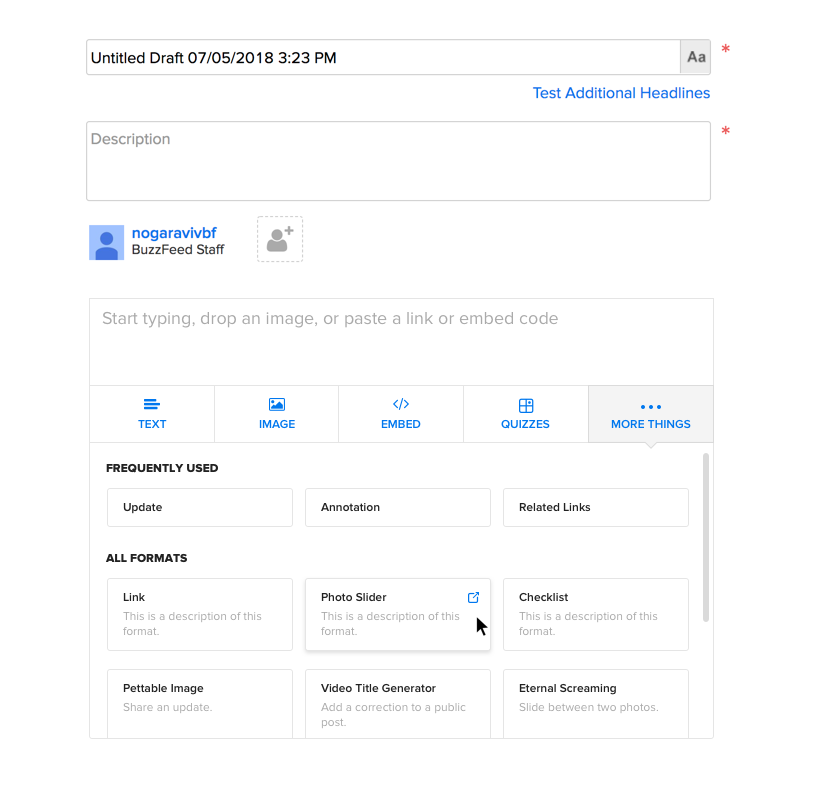 Untitled Draft 07/05/2018 3:23 PM
Aa
*
Test Additional Headlines
Description
*
nogaravivbf
BuzzFeed Staff
Start typing, drop an image, or paste a link or embed code
TEXT
IMAGE
EMBED
QUIZZES
MORE THINGS
FREQUENTLY USED
Update
Annotation
Related Links
ALL FORMATS
Link
This is a description of this
format.
Photo Slider
This is a description of this
format.
Checklist
This is a description of this
format.
Pettable Image
Share an update.
Video Title Generator
Add a correction to a public
post.
Eternal Screaming
Slide between two photos.